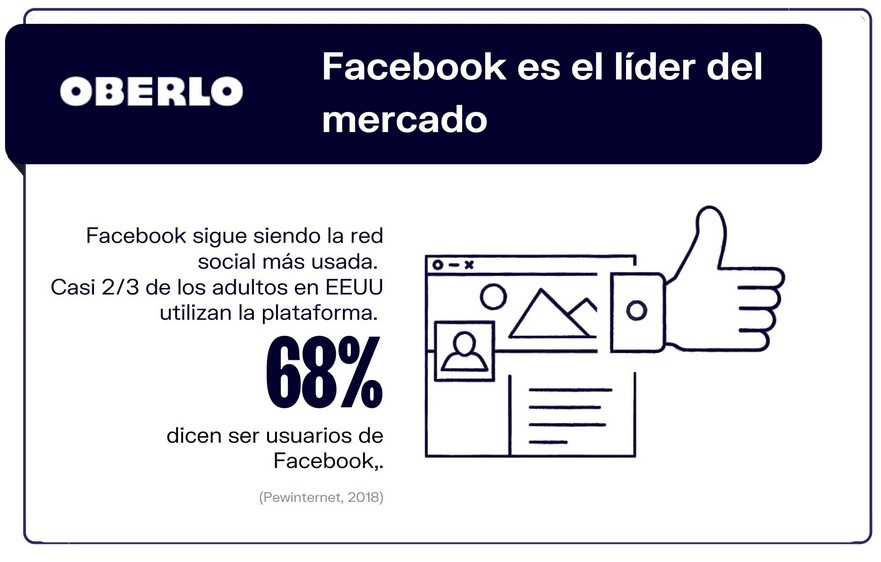 OBERLO
Facebook es el líder del
mercado
Facebook sigue siendo la red
social más usada.
Casi 2/3 de los adultos en EEUU
utilizan la plataforma.
68%
dicen ser usuarios de
Facebook,.
(Pewinternet, 2018)